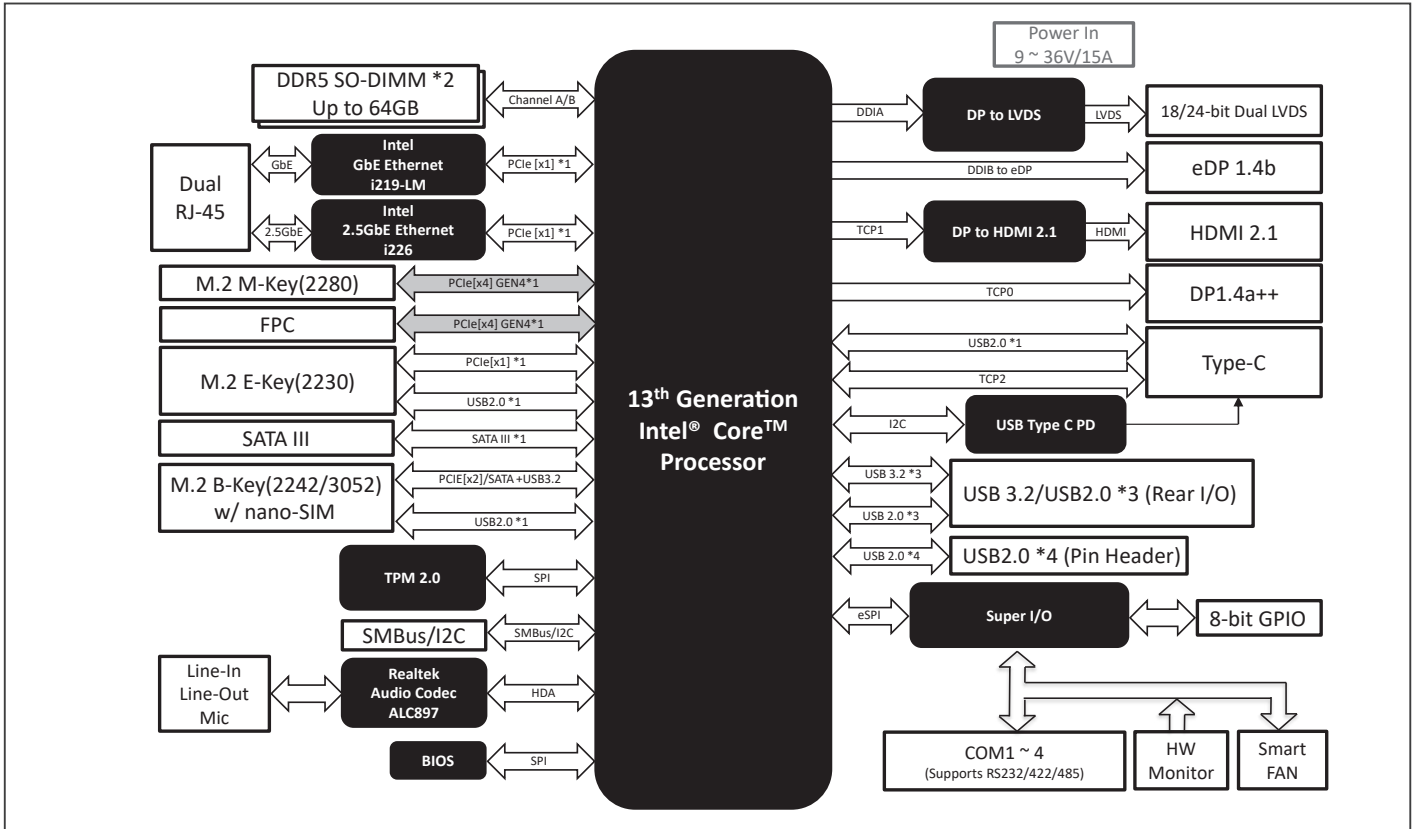 Power In
9 ~ 36V/15A
DDR5 SO-DIMM *2
Up to 64GB
Channel A/B
Dual
RJ-45
GbE
Intel
GbE Ethernet
i219-LM
PCIe [x1] *1
2.5GbE
Intel
2.5GbE Ethernet
i226
PCIe [x1] *1
M.2 M-Key(2280)
PCIe[x4] GEN4*1
FPC
PCIe[x4] GEN4*1
M.2 E-Key(2230)
PCIe[x1] *1
USB2.0 *1
SATA III
SATA III *1
M.2 B-Key(2242/3052)
w/ nano-SIM
PCIE[x2]/SATA +USB3.2
USB2.0 *1
TPM 2.0
SPI
SMBus/I2C
SMBus/I2C
Line-In
Line-Out
Mic
Realtek
Audio Codec
ALC897
HDA
BIOS
SPI
13th Generation
Intel® Core™
Processor
DDIA
DP to LVDS
LVDS
18/24-bit Dual LVDS
DDIB to eDP
eDP 1.4b
TCP1
DP to HDMI 2.1
HDMI
HDMI 2.1
TCP0
DP1.4a++
USB2.0 *1
TCP2
Type-C
I2C
USB Type C PD
USB 3.2 *3
USB 2.0 *3
USB 3.2/USB2.0 *3 (Rear I/O)
USB 2.0 *4
USB2.0 *4 (Pin Header)
eSPI
Super I/O
8-bit GPIO
COM1 ~ 4
(Supports RS232/422/485)
HW
Monitor
Smart
FAN